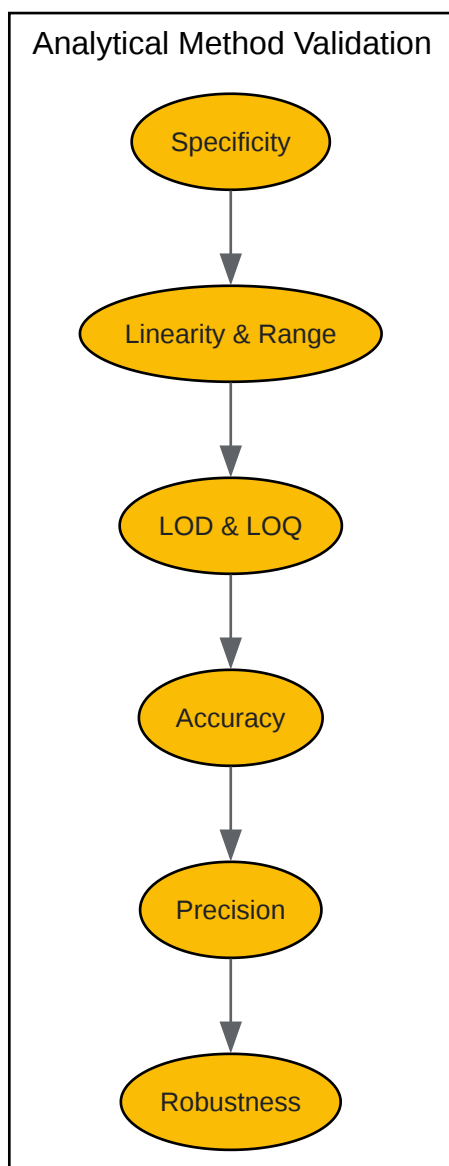 Analytical Method Validation
Specificity
Linearity & Range
LOD & LOQ
Accuracy
Precision
Robustness